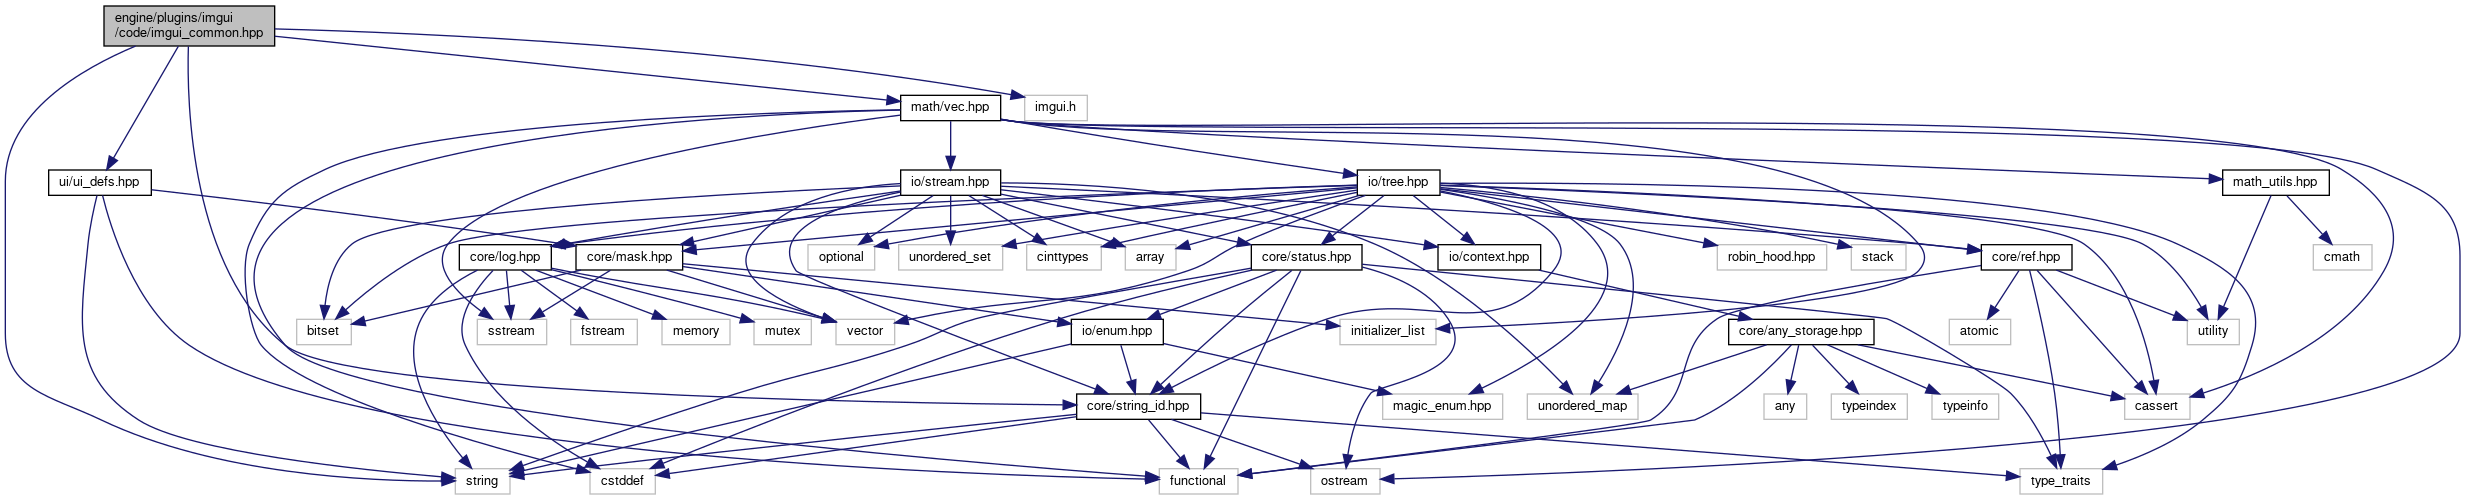 engine/plugins/imgui
/code/imgui_common.hpp
math/vec.hpp
imgui.h
ui/ui_defs.hpp
io/stream.hpp
io/tree.hpp
math_utils.hpp
core/log.hpp
core/mask.hpp
optional
unordered_set
cinttypes
array
core/status.hpp
io/context.hpp
robin_hood.hpp
stack
core/ref.hpp
cmath
bitset
sstream
fstream
memory
mutex
vector
io/enum.hpp
initializer_list
core/any_storage.hpp
atomic
utility
core/string_id.hpp
magic_enum.hpp
unordered_map
any
typeindex
typeinfo
cassert
string
cstddef
functional
ostream
type_traits